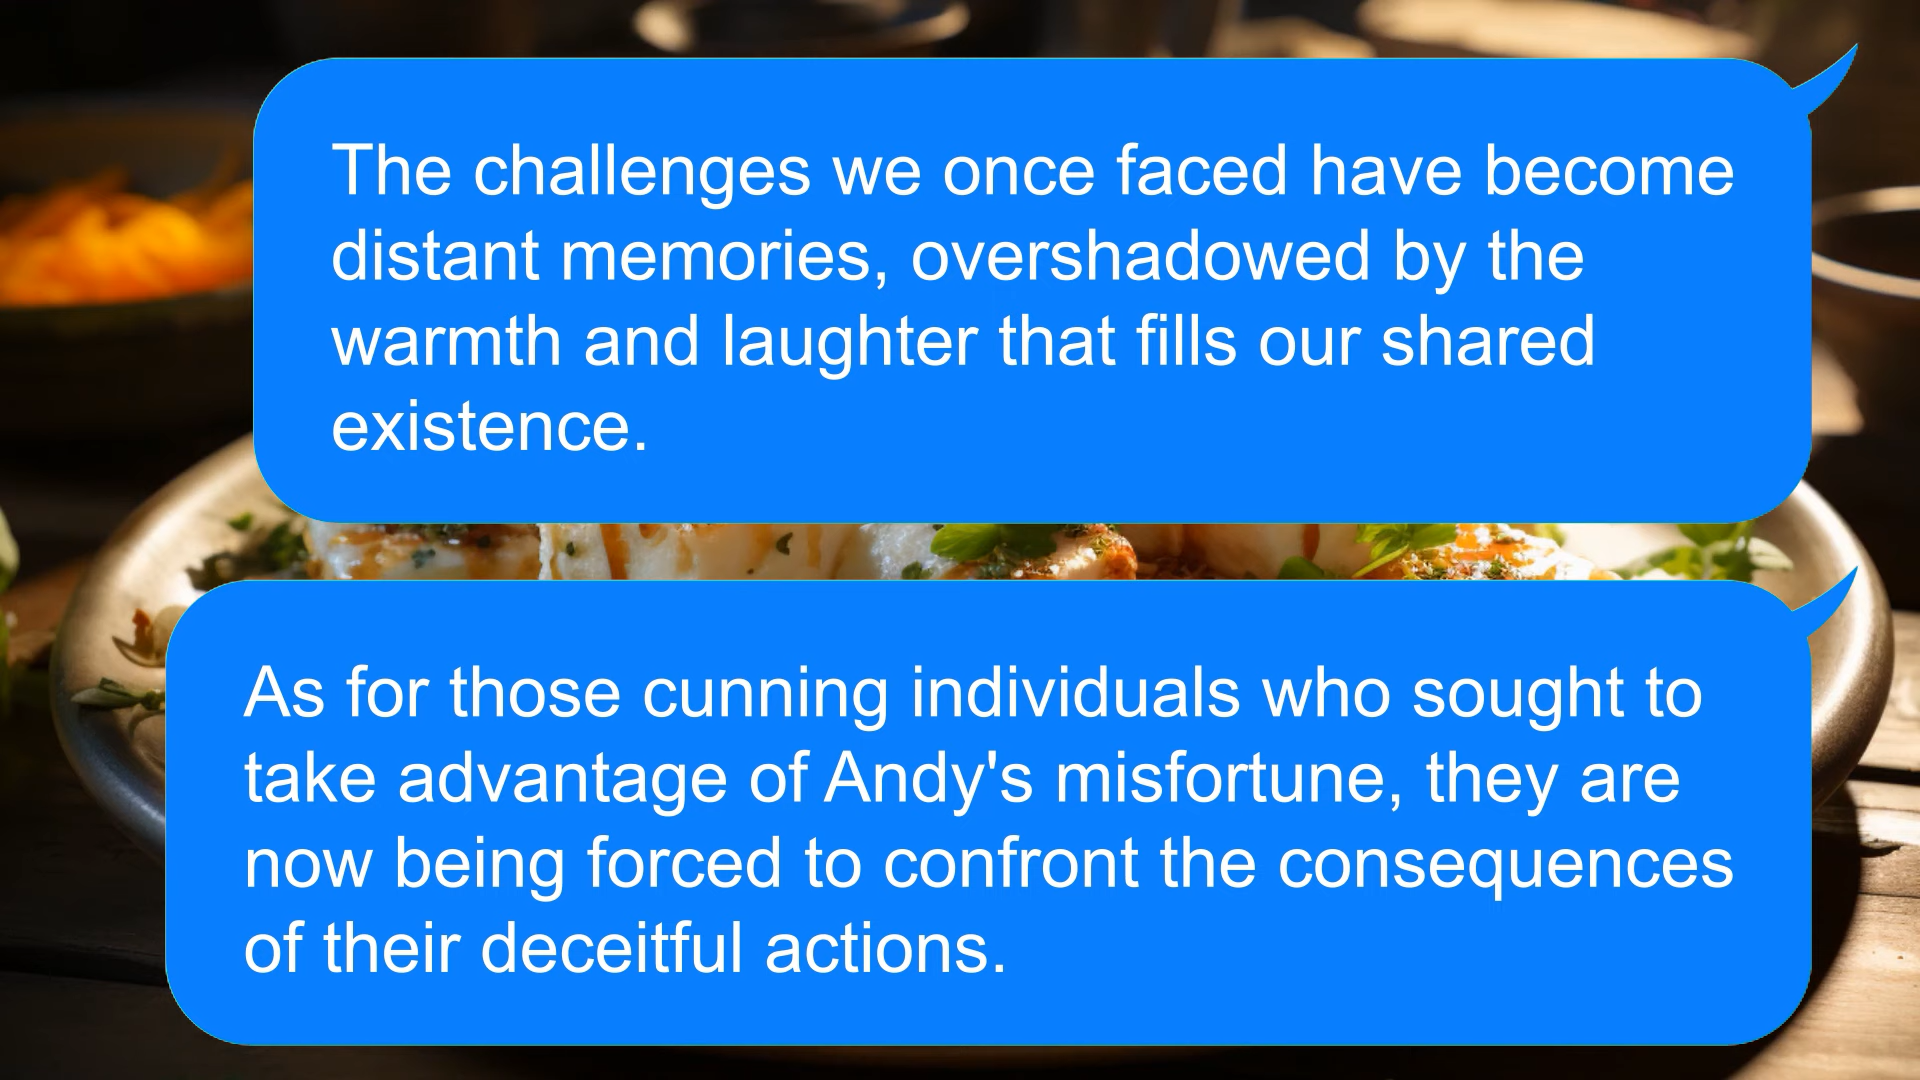 The challenges we once faced have become
distant memories, overshadowed by the
warmth and laughter that fills our shared
existence.
As for those cunning individuals who sought to
take advantage of Andy's misfortune, they are
now being forced to confront the consequences
of their deceitful actions.